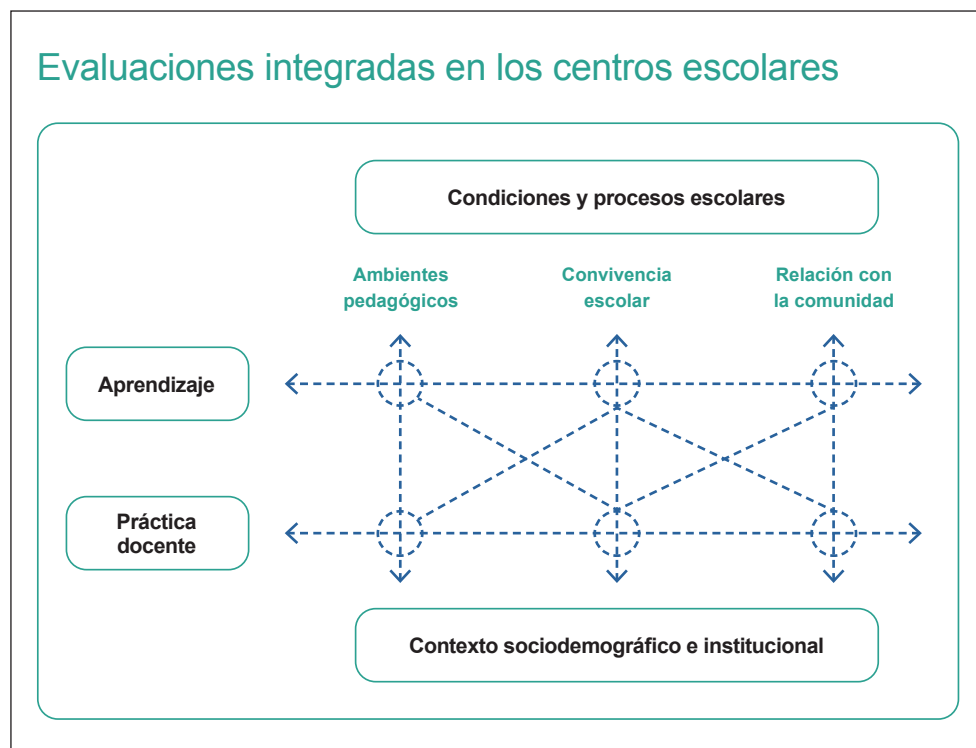 Evaluaciones integradas en los centros escolares
Condiciones y procesos escolares
Ambientes
pedagógicos
Convivencia
escolar
Relación con
la comunidad
Aprendizaje
Práctica
docente
Contexto sociodemográfico e institucional